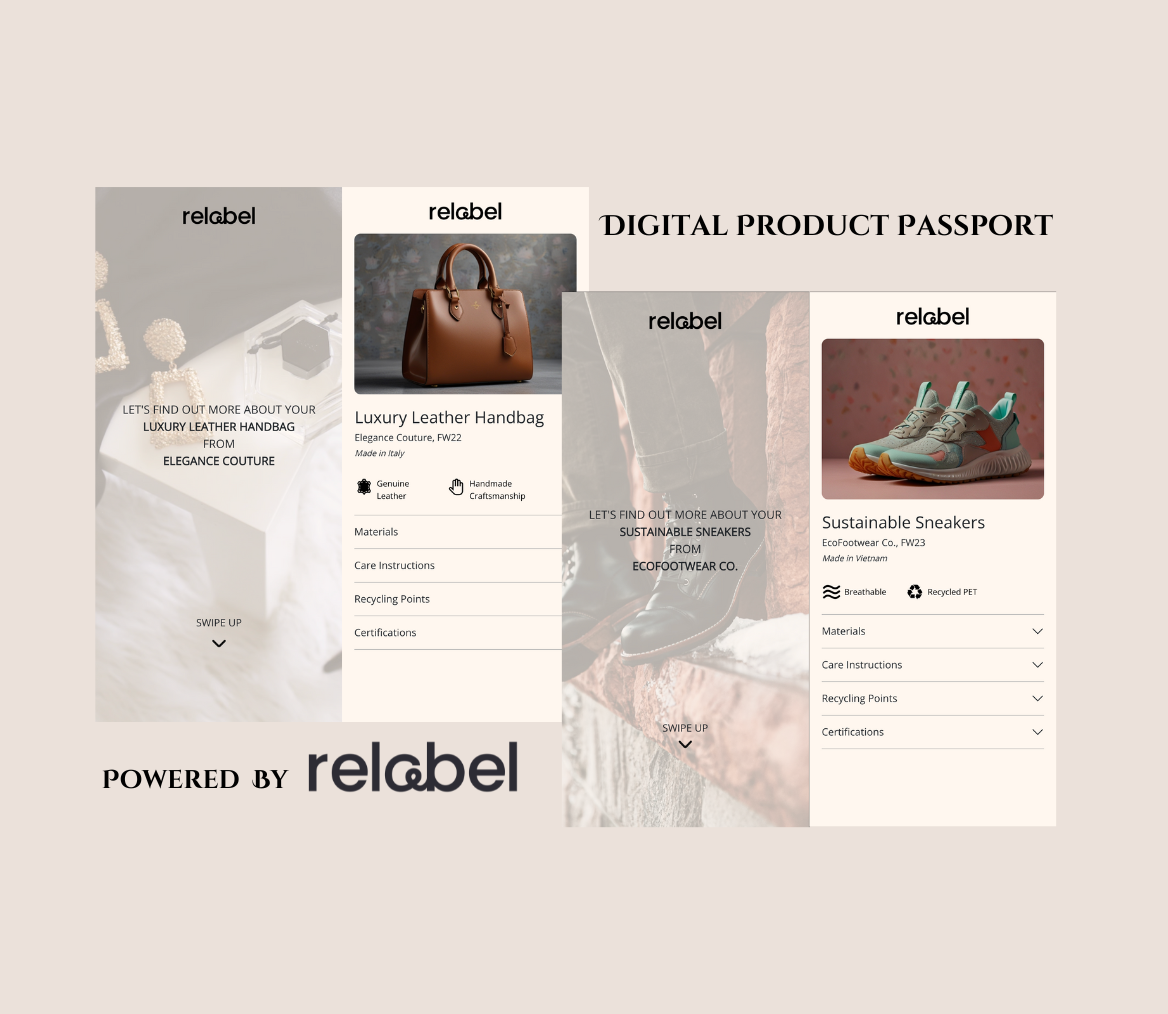 relabel
LET'S FIND OUT MORE ABOUT YOUR
LUXURY LEATHER HANDBAG
FROM
ELEGANCE COUTURE
SWIPE UP
relabel
Luxury Leather Handbag
Elegance Couture, FW22
Made in Italy
Genuine
Leather
Handmade
Craftsmanship
Materials
Care Instructions
Recycling Points
Certifications
Digital Product Passport
relabel
LET'S FIND OUT MORE ABOUT YOUR
SUSTAINABLE SNEAKERS
FROM
ECOFOOTWEAR CO.
SWIPE UP
relabel
Sustainable Sneakers
EcoFootwear Co., FW23
Made in Vietnam
Breathable
Recycled PET
Materials
Care Instructions
Recycling Points
Certifications
Powered By relabel